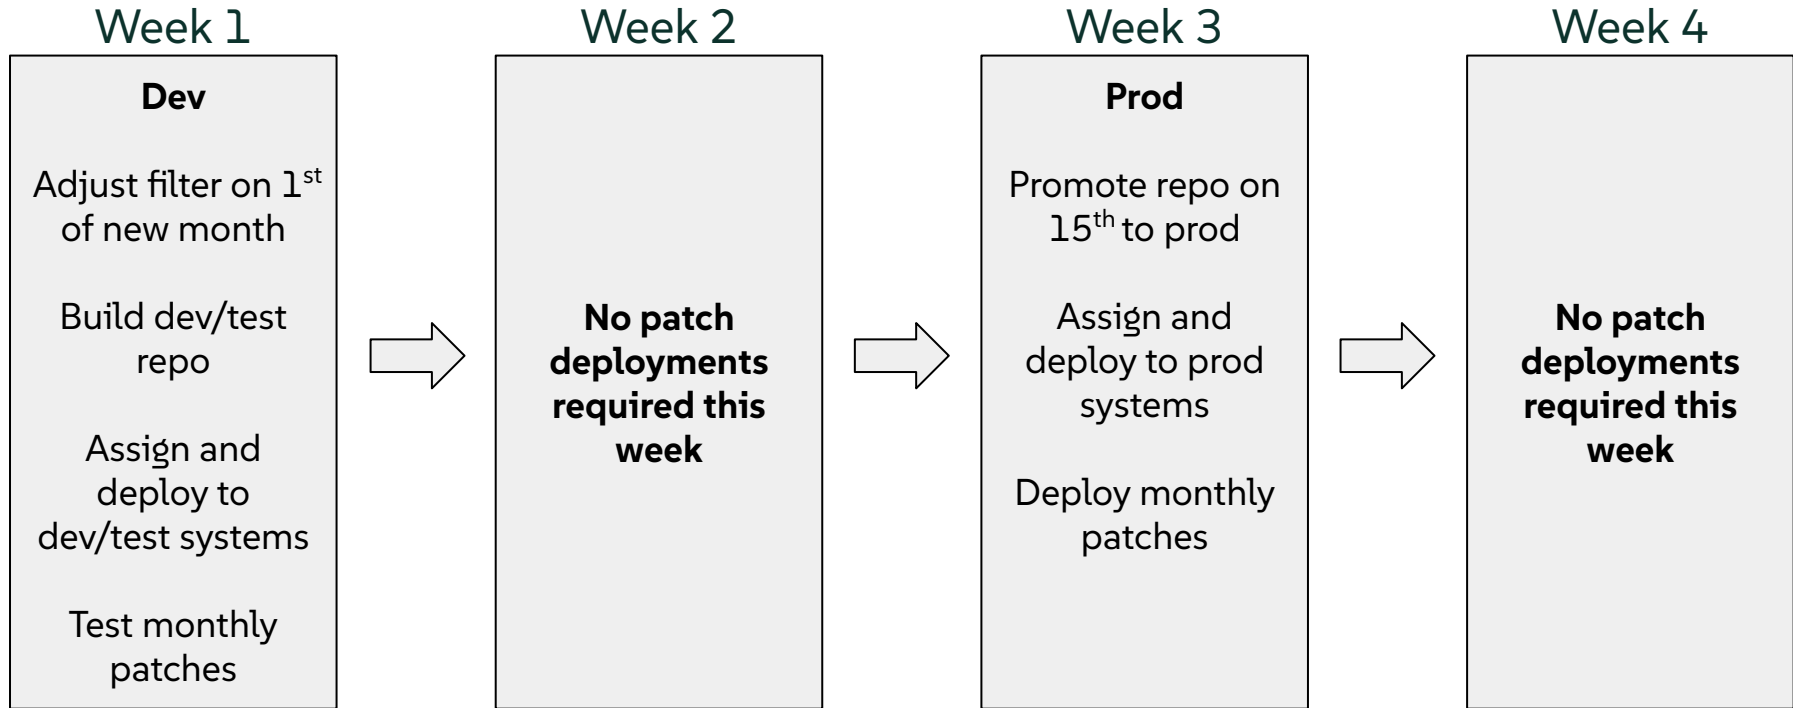 Week 1
Dev
Adjust filter on 1st
of new month
Build dev/test
repo
Assign and
deploy to
dev/test systems
Test monthly
patches
Week 2
No patch
deployments
required this
week
Week 3
Prod
Promote repo on
15th to prod
Assign and
deploy to prod
systems
Deploy monthly
patches
Week 4
No patch
deployments
required this
week